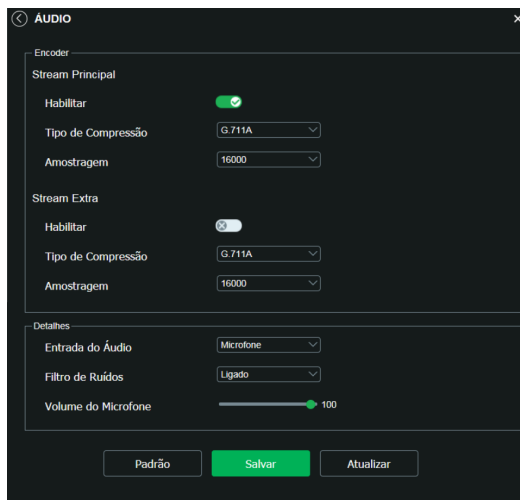 ÁUDIO
Encoder
Stream Principal
Habilitar
Tipo de Compressão G.711A
Amostragem 16000
Stream Extra
Habilitar
Tipo de Compressão G.711A
Amostragem 16000
Detalhes
Entrada do Áudio Microfone
Filtro de Ruídos Ligado
Volume do Microfone 100
Padrão Salvar Atualizar